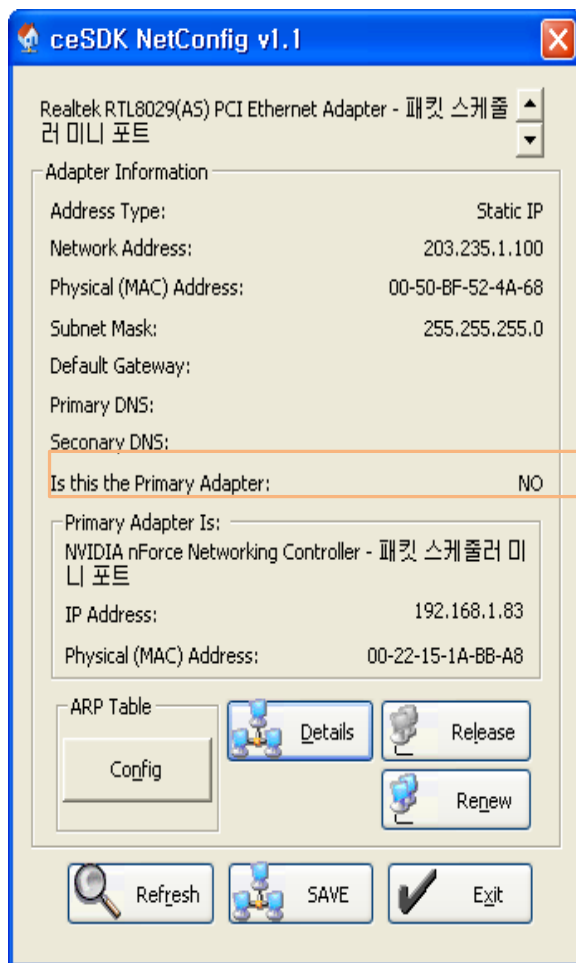 ceSDK NetConfig v1.1
Realtek RTL8029(AS) PCI Ethernet Adapter - 패킷 스케줄
러 미니 포트
Adapter Information
Address Type: Static IP
Network Address: 203.235.1.100
Physical (MAC) Address: 00-50-BF-52-4A-68
Subnet Mask: 255.255.255.0
Default Gateway:
Primary DNS:
Seconary DNS:
Is this the Primary Adapter: NO
Primary Adapter Is:
NVIDIA nForce Networking Controller - 패킷 스케줄러 미
니 포트
IP Address: 192.168.1.83
Physical (MAC) Address: 00-22-15-1A-BB-A8
ARP Table
Config
Details
Release
Renew
Refresh
SAVE
Exit